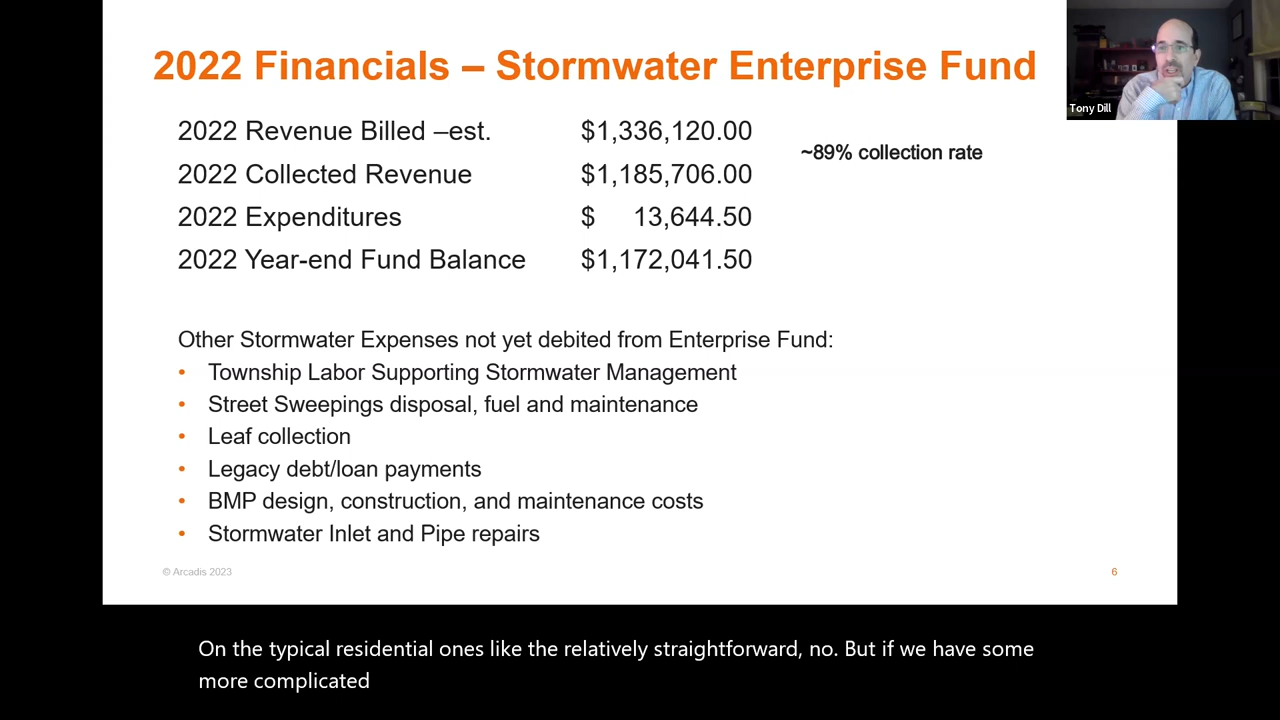 2022 Financials – Stormwater Enterprise Fund
Tony Dill
2022 Revenue Billed –est. $1,336,120.00
~89% collection rate
2022 Collected Revenue $1,185,706.00
2022 Expenditures $ 13,644.50
2022 Year-end Fund Balance $1,172,041.50
Other Stormwater Expenses not yet debited from Enterprise Fund:
• Township Labor Supporting Stormwater Management
• Street Sweepings disposal, fuel and maintenance
• Leaf collection
• Legacy debt/loan payments
• BMP design, construction, and maintenance costs
• Stormwater Inlet and Pipe repairs
© Arcadis 2023
6
On the typical residential ones like the relatively straightforward, no. But if we have some
more complicated